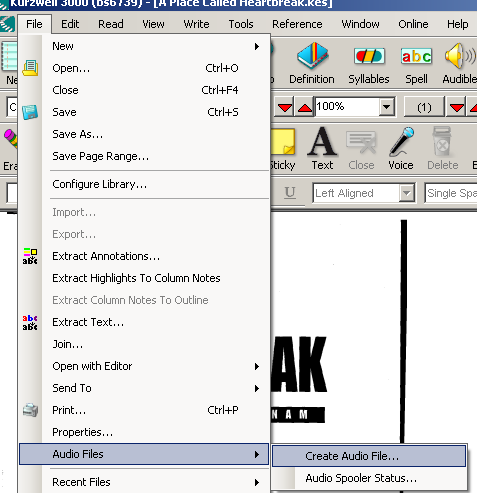 Kurzweil 3000 (bs6739) - [A Place Called Heartbreak.kes]
File Edit Read View Write Tools Reference Window Online Help
Definition Syllables Spell Audible
100% (1)
Sticky Text Close Voice Delete
U Left Aligned Single Spa
New
Open... Ctrl+O
Close Ctrl+F4
Save Ctrl+S
Save As...
Save Page Range...
Configure Library...
Import...
Export...
Extract Annotations...
Extract Highlights To Column Notes
Extract Column Notes To Outline
Extract Text...
Join...
Open with Editor
Send To
Print... Ctrl+P
Properties...
Audio Files
Recent Files
Create Audio File...
Audio Spooler Status...
AK
NAM